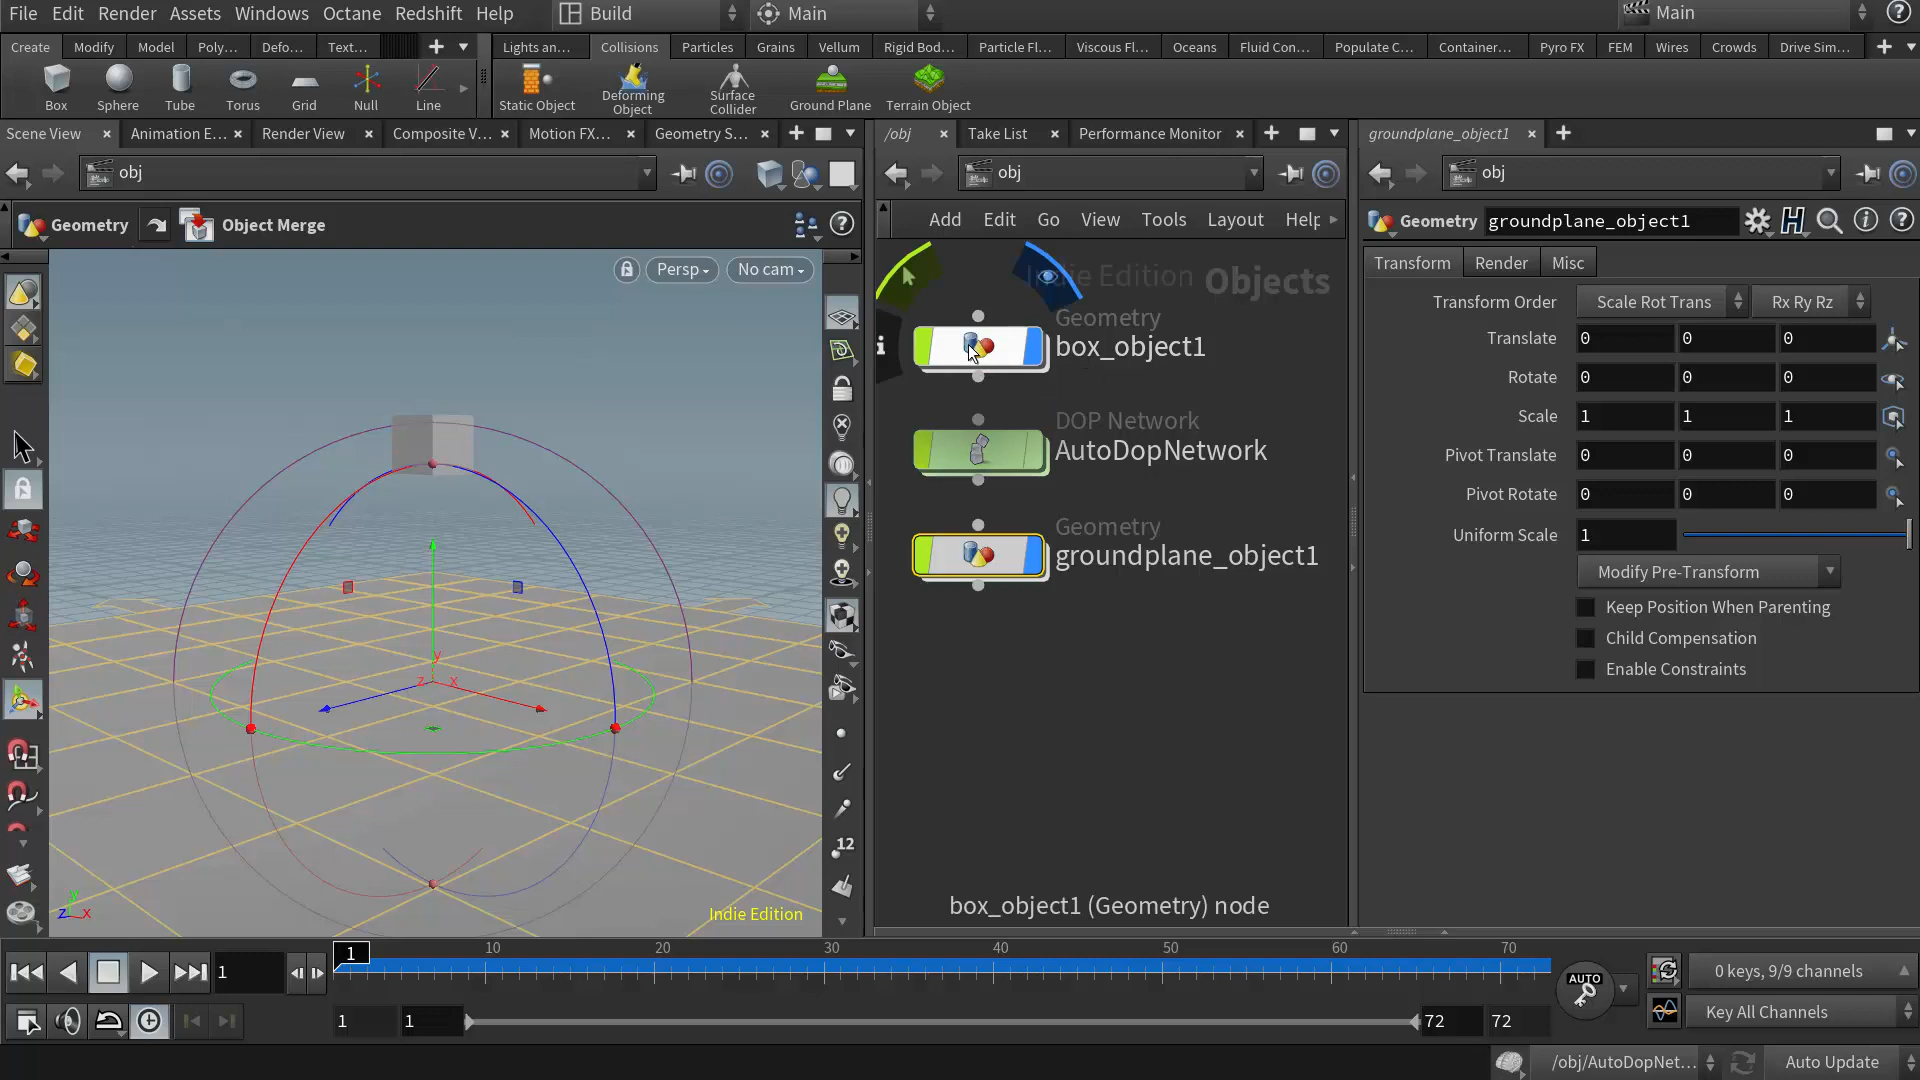 File Edit Render Assets Windows Octane Redshift Help Build Main Main
Create Modify Model Poly... Defo... Text... Lights an... Collisions Particles Grains Vellum Rigid Bod... Particle Fl... Viscous Fl... Oceans Fluid Con... Populate C... Container... Pyro FX FEM Wires Crowds Drive Sim...
Box Sphere Tube Torus Grid Null Line Static Object Deforming Object Surface Collider Ground Plane Terrain Object
Scene View Animation E... Render View Composite V... Motion FX... Geometry S... /obj Take List Performance Monitor groundplane_object1
obj obj obj
Geometry Object Merge Add Edit Go View Tools Layout Help Geometry groundplane_object1
Persp No cam
Indie Edition Objects
Transform Render Misc
Transform Order Scale Rot Trans Rx Ry Rz
Translate 0 0 0
Rotate 0 0 0
Scale 1 1 1
Pivot Translate 0 0 0
Pivot Rotate 0 0 0
Uniform Scale 1
Modify Pre-Transform
Keep Position When Parenting
Child Compensation
Enable Constraints
Geometry
box_object1
DOP Network
AutoDopNetwork
Geometry
groundplane_object1
y
z x
12
y
z x
Indie Edition
box_object1 (Geometry) node
1 10 20 30 40 50 60 70
1 AUTO 0 keys, 9/9 channels
1 1 72 72 Key All Channels
/obj/AutoDopNet... Auto Update